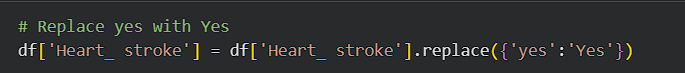 # Replace yes with Yes
df['Heart_ stroke'] = df['Heart_ stroke'].replace({'yes':'Yes'})